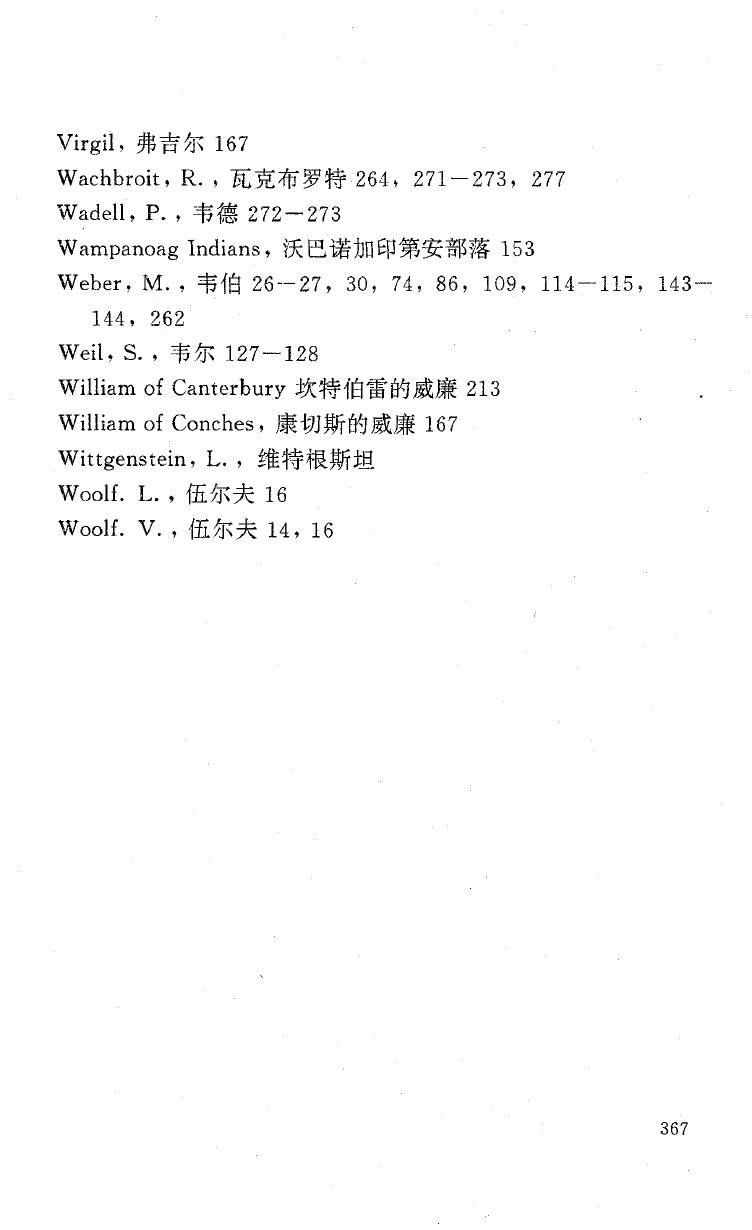 Virgil，弗吉尔 167
Wachbroit，R.，瓦克布罗特 264，271－273，277
Wadell，P.，韦德 272－273
Wampanoag Indians，沃巴诺加印第安部落 153
Weber，M.，韦伯 26－27，30，74，86，109，114－115，143－
144，262
Weil，S.，韦尔 127－128
William of Canterbury 坎特伯雷的威廉 213
William of Conches，康切斯的威廉 167
Wittgenstein，L.，维特根斯坦
Woolf. L.，伍尔夫 16
Woolf. V.，伍尔夫 14，16
367